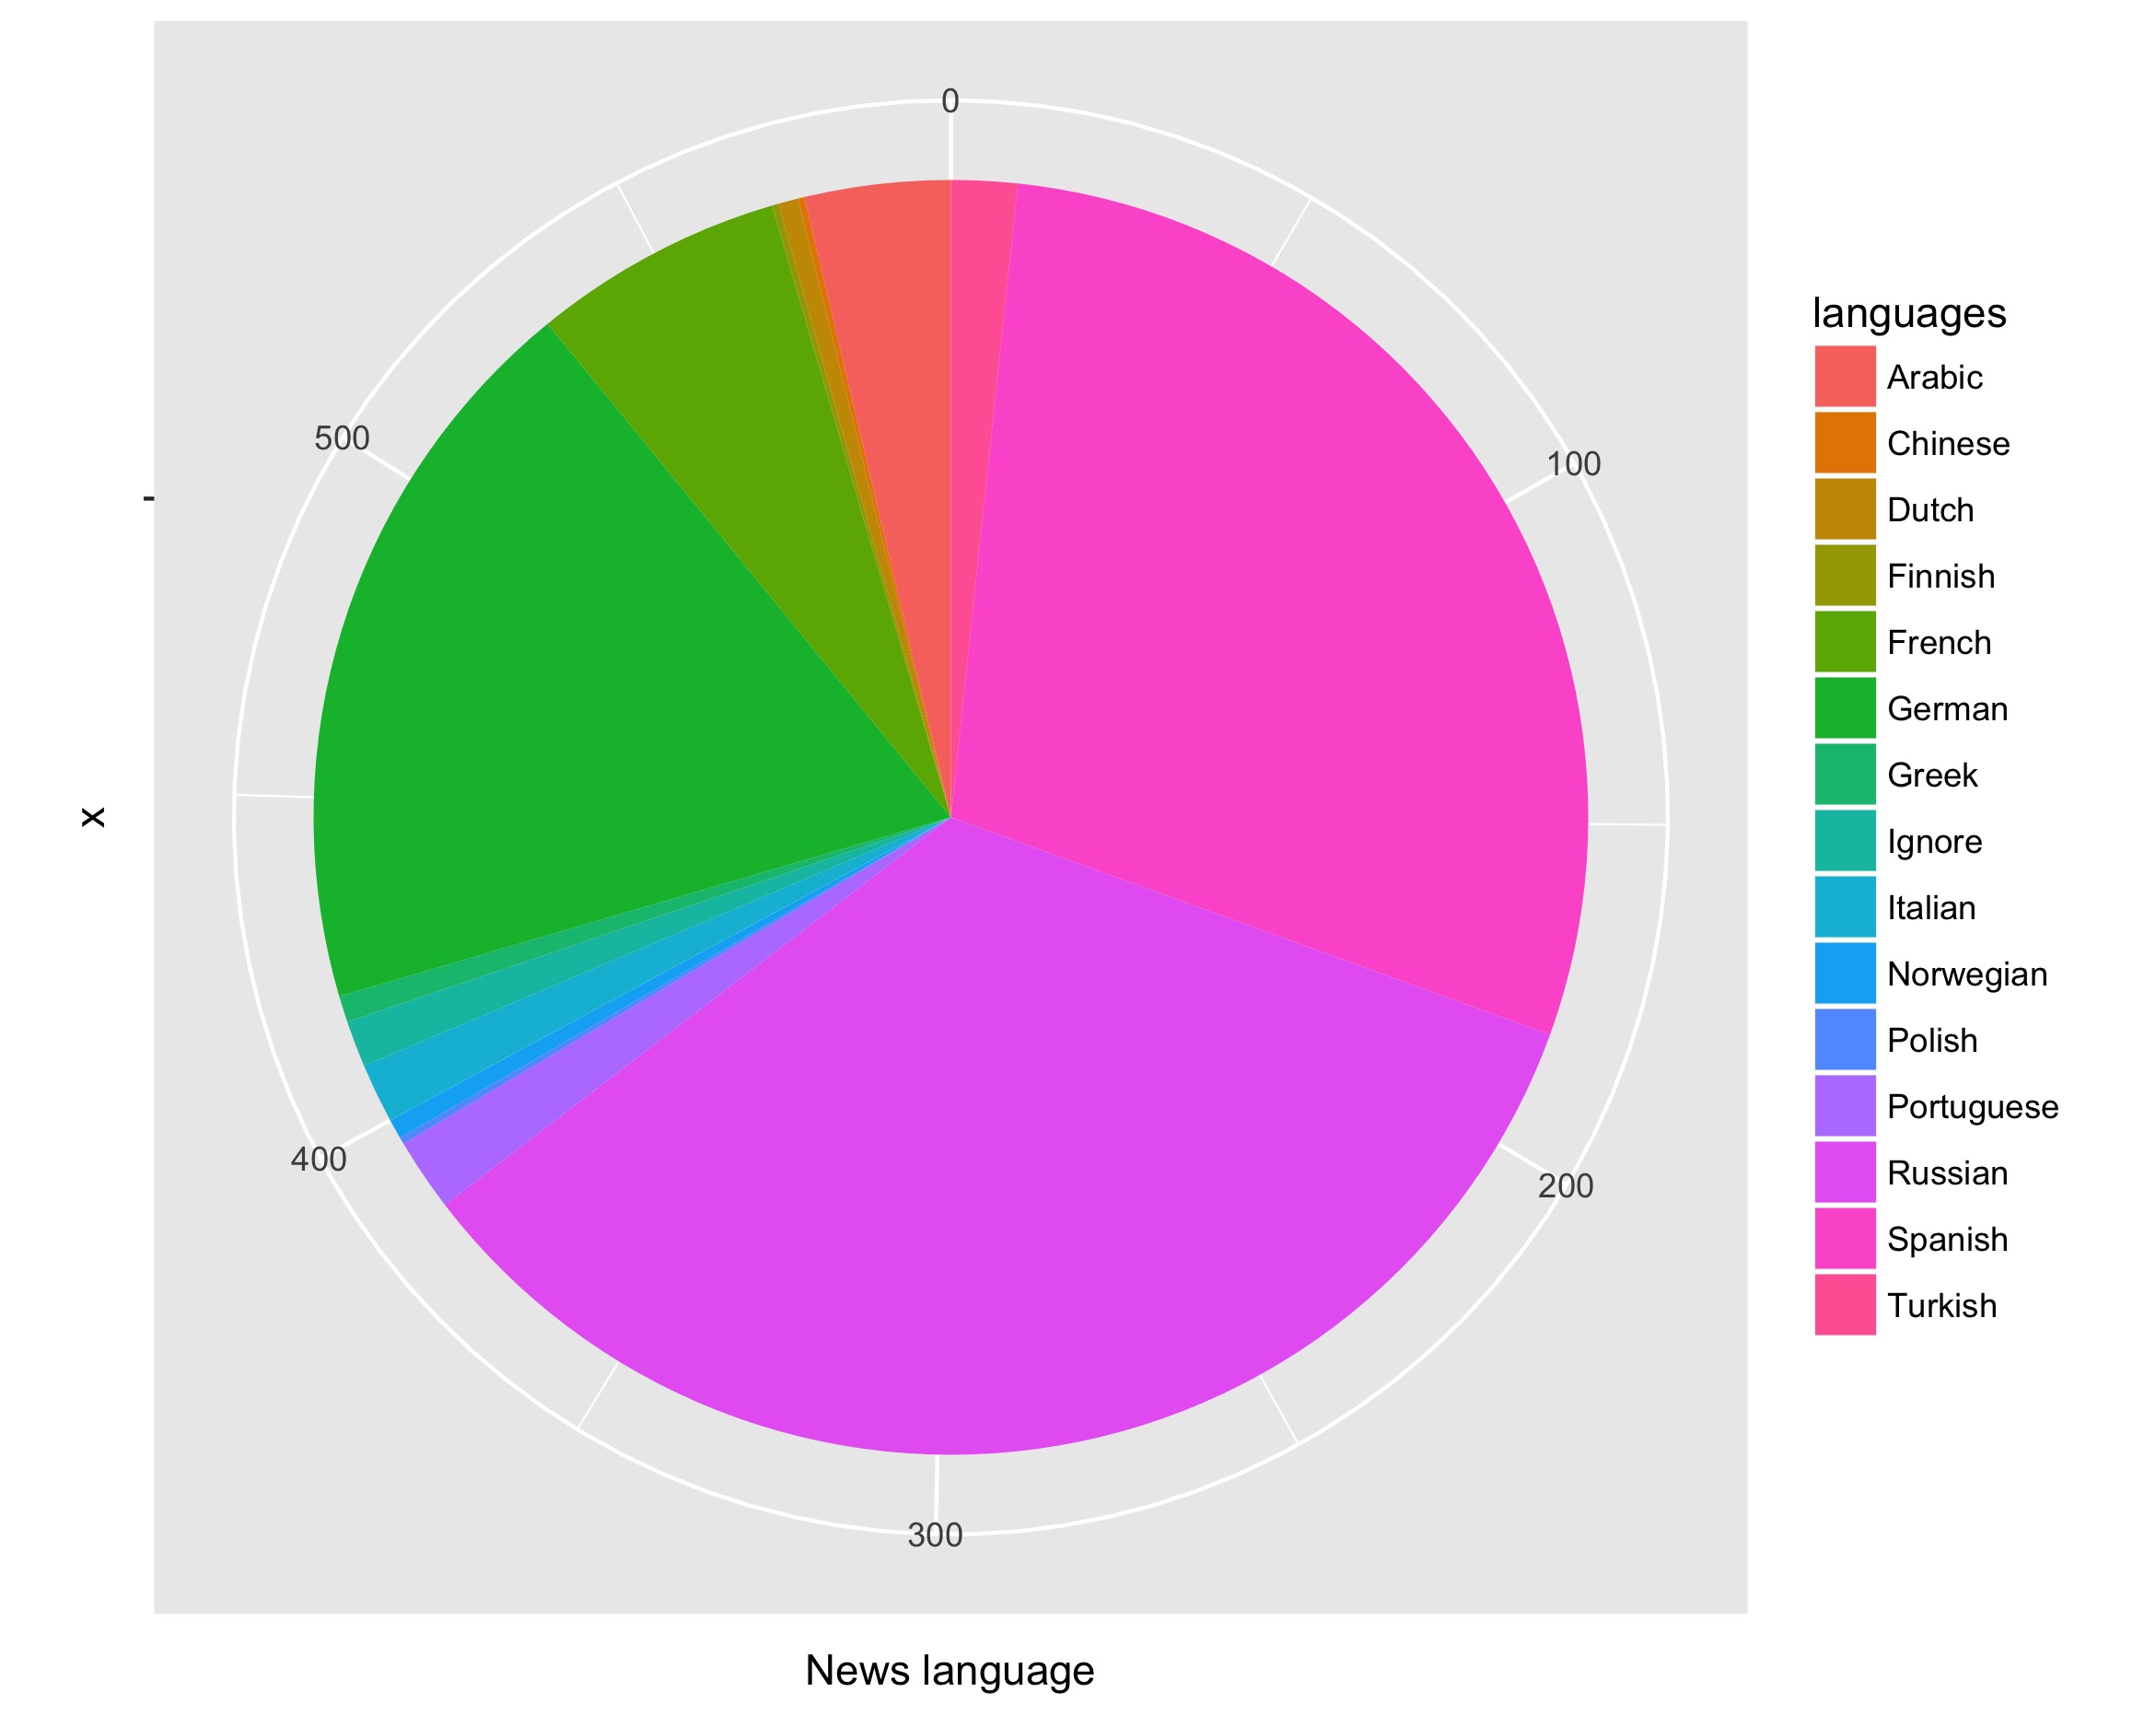 0
100
200
300
400
500
x
News language
languages
Arabic
Chinese
Dutch
Finnish
French
German
Greek
Ignore
Italian
Norwegian
Polish
Portuguese
Russian
Spanish
Turkish